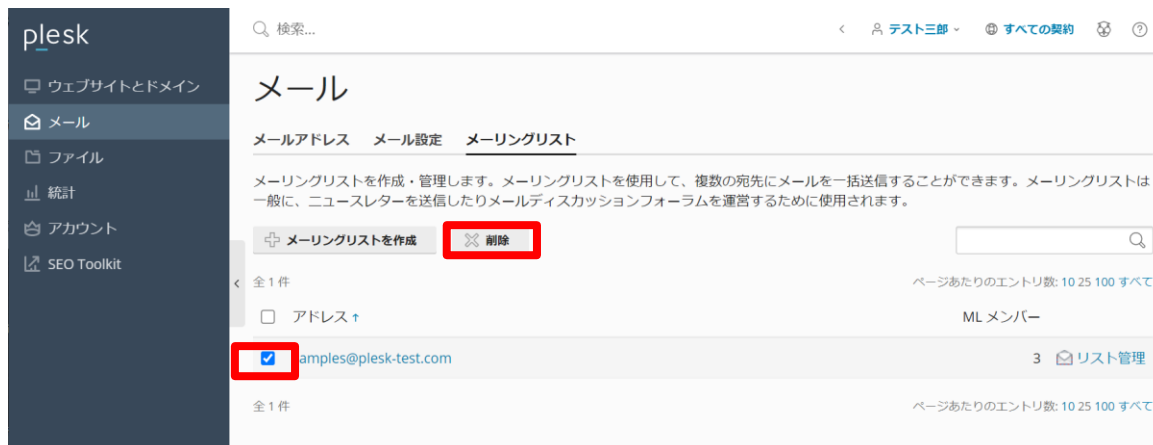 plesk
検索...
テスト三郎
すべての契約
ウェブサイトとドメイン
メール
ファイル
統計
アカウント
SEO Toolkit
メール
メールアドレス メール設定 メーリングリスト
メーリングリストを作成・管理します。メーリングリストを使用して、複数の宛先にメールを一括送信することができます。メーリングリストは
一般に、ニュースレターを送信したりメールディスカッションフォーラムを運営するために使用されます。
メーリングリストを作成 削除
全 1 件 ページあたりのエントリ数: 10 25 100 すべて
アドレス ↑ ML メンバー
amples@plesk-test.com 3 リスト管理
全 1 件 ページあたりのエントリ数: 10 25 100 すべて